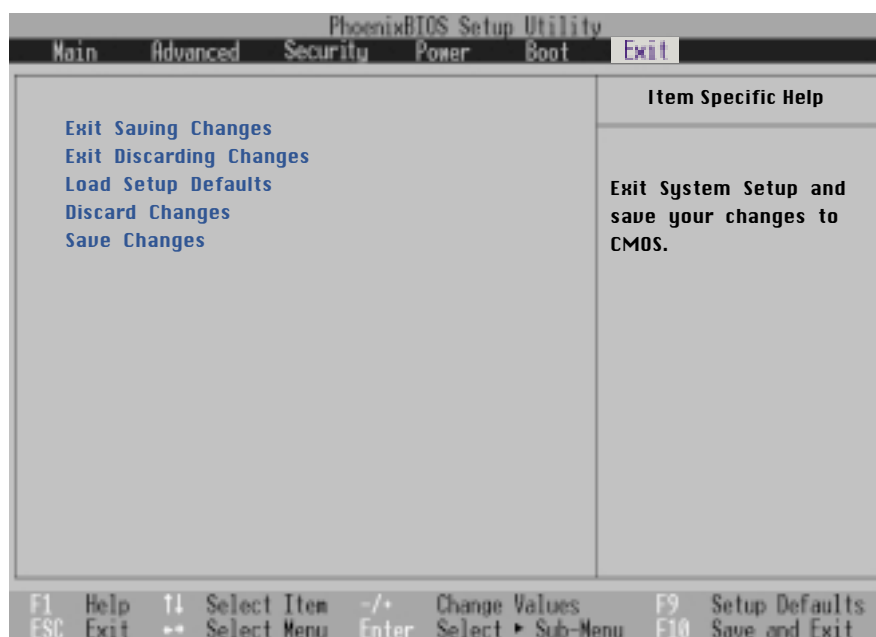 PhoenixBIOS Setup Utility
Main Advanced Security Power Boot Exit
Item Specific Help
Exit Saving Changes
Exit Discarding Changes
Load Setup Defaults
Discard Changes
Save Changes
Exit System Setup and
save your changes to
CMOS.
F1 Help ↑↓ Select Item -/+ Change Values F9 Setup Defaults
ESC Exit ←→ Select Menu Enter Select ▸ Sub-Menu F10 Save and Exit